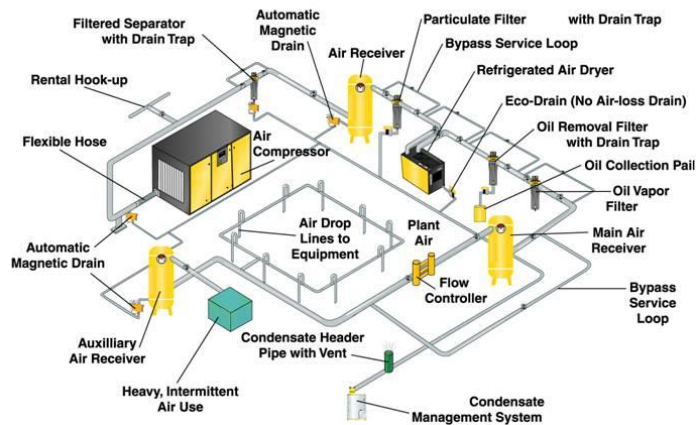 Filtered Separator
with Drain Trap
Automatic
Magnetic
Drain
Air Receiver
Particulate Filter with Drain Trap
Bypass Service Loop
Refrigerated Air Dryer
Eco-Drain (No Air-loss Drain)
Oil Removal Filter
with Drain Trap
Oil Collection Pail
Oil Vapor
Filter
Rental Hook-up
Flexible Hose
Air
Compressor
Air Drop
Lines to
Equipment
Plant
Air
Main Air
Receiver
Automatic
Magnetic Drain
Flow
Controller
Bypass
Service
Loop
Auxilliary
Air Receiver
Condensate Header
Pipe with Vent
Heavy, Intermittent
Air Use
Condensate
Management System